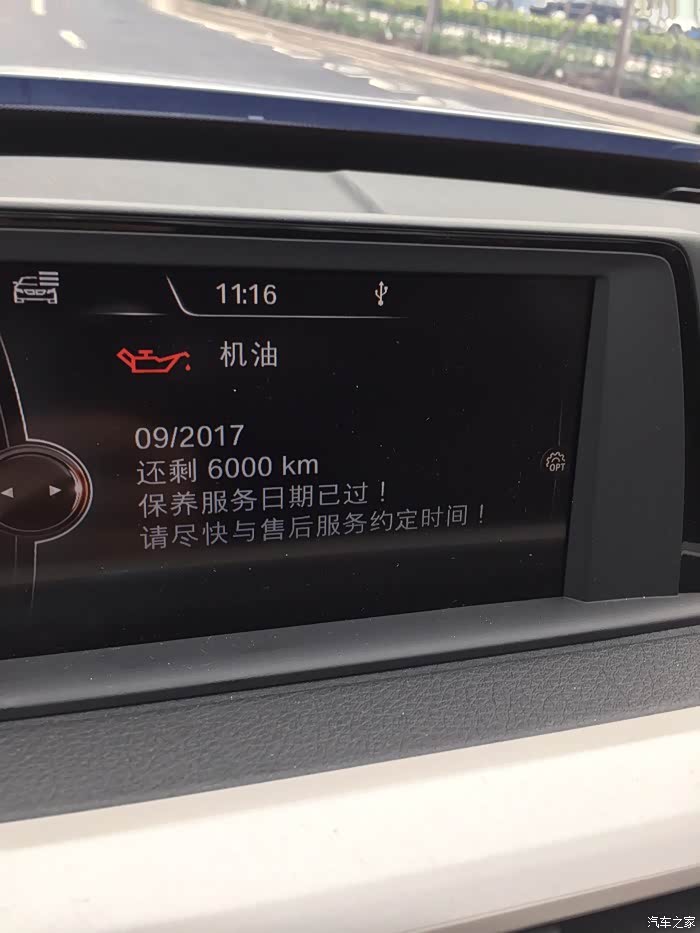 11:16
机油
09/2017
还剩 6000 km
保养服务日期已过！
请尽快与售后服务约定时间！
OPT
汽车之家